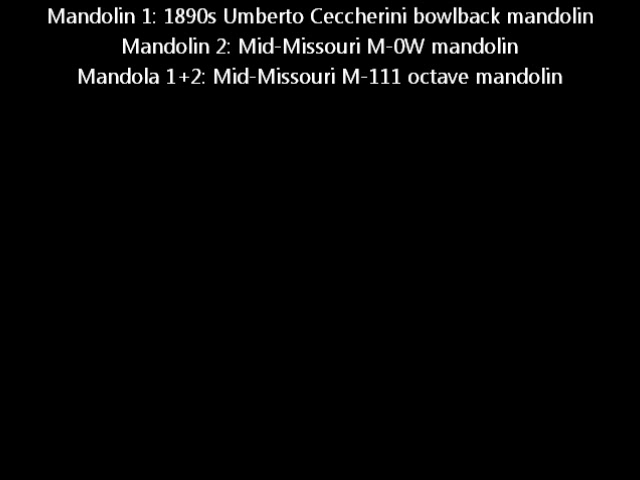 Mandolin 1: 1890s Umberto Ceccherini bowlback mandolin
Mandolin 2: Mid-Missouri M-0W mandolin
Mandola 1+2: Mid-Missouri M-111 octave mandolin